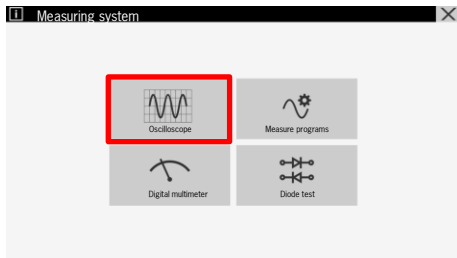 i Measuring system
Oscilloscope
Measure programs
Digital multimeter
Diode test